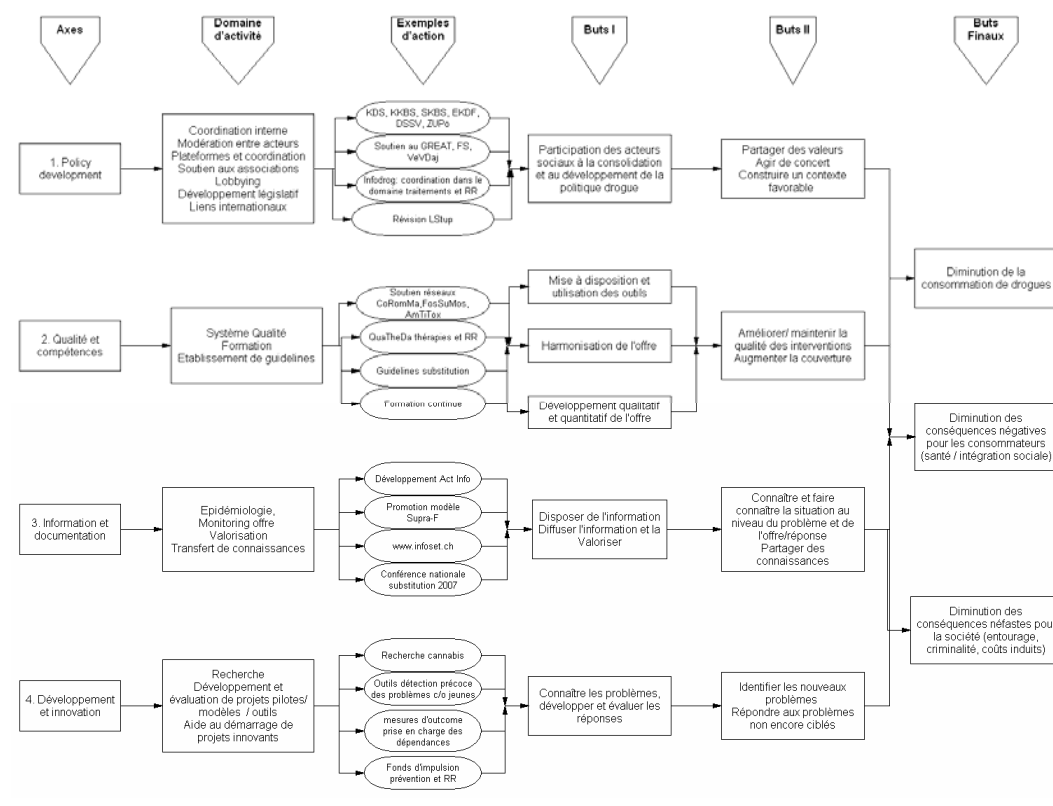 Axes
Domaine
d'activité
Exemples
d'action
Buts I
Buts II
Buts
Finaux
1. Policy
development
Coordination interne
Modération entre acteurs
Plateformes et coordination
Soutien aux associations
Lobbying
Développement législatif
Liens internationaux
KDS, KKBS, SKBS, EKDF,
DSSV, ZUPo
Soutien au GREAT, FS,
VeVDaj
Infodrog: coordination dans le
domaine traitements et RR
Révision LStup
Participation des acteurs
sociaux à la consolidation
et au développement de la
politique drogue
Partager des valeurs
Agir de concert
Construire un contexte
favorable
Diminution de la
consommation de drogues
2. Qualité et
compétences
Système Qualité
Formation
Etablissement de guidelines
Soutien réseaux
CoRomMa,FosSuMos,
AmTiTox
QuaTheDa thérapies et RR
Guidelines substitution
Formation continue
Mise à disposition et
utilisation des outils
Harmonisation de l'offre
Développement qualitatif
et quantitatif de l'offre
Améliorer/ maintenir la
qualité des interventions
Augmenter la couverture
Diminution des
conséquences négatives
pour les consommateurs
(santé / intégration sociale)
3. Information et
documentation
Epidémiologie,
Monitoring offre
Valorisation
Transfert de connaissances
Développement Act Info
Promotion modèle
Supra-F
www.infoset.ch
Conférence nationale
substitution 2007
Disposer de l'information
Diffuser l'information et la
Valoriser
Connaître et faire
connaître la situation au
niveau du problème et de
l'offre/réponse
Partager des
connaissances
Diminution des
conséquences néfastes pour
la société (entourage,
criminalité, coûts induits)
4. Développement
et innovation
Recherche
Développement et
évaluation de projets pilotes/
modèles / outils
Aide au démarrage de
projets innovants
Recherche cannabis
Outils détection précoce
des problèmes c/o jeunes
mesures d'outcome
prise en charge des
dépendances
Fonds d'impulsion
prévention et RR
Connaître les problèmes,
développer et évaluer les
réponses
Identifier les nouveaux
problèmes
Répondre aux problèmes
non encore ciblés